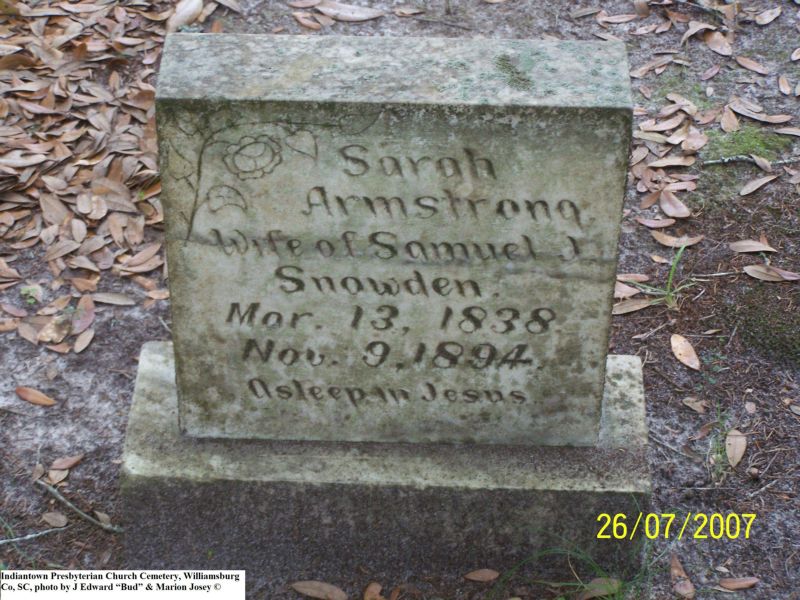 Sarah
Armstrong,
Wife of Samuel J.
Snowden.
Mar. 13, 1838
Nov. 9, 1894.
Asleep in Jesus.
26/07/2007
Indiantown Presbyterian Church Cemetery, Williamsburg
Co, SC, photo by J Edward “Bud” & Marion Josey ©